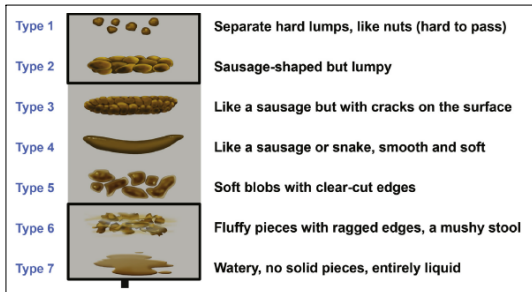 Type 1 Separate hard lumps, like nuts (hard to pass)
Type 2 Sausage-shaped but lumpy
Type 3 Like a sausage but with cracks on the surface
Type 4 Like a sausage or snake, smooth and soft
Type 5 Soft blobs with clear-cut edges
Type 6 Fluffy pieces with ragged edges, a mushy stool
Type 7 Watery, no solid pieces, entirely liquid